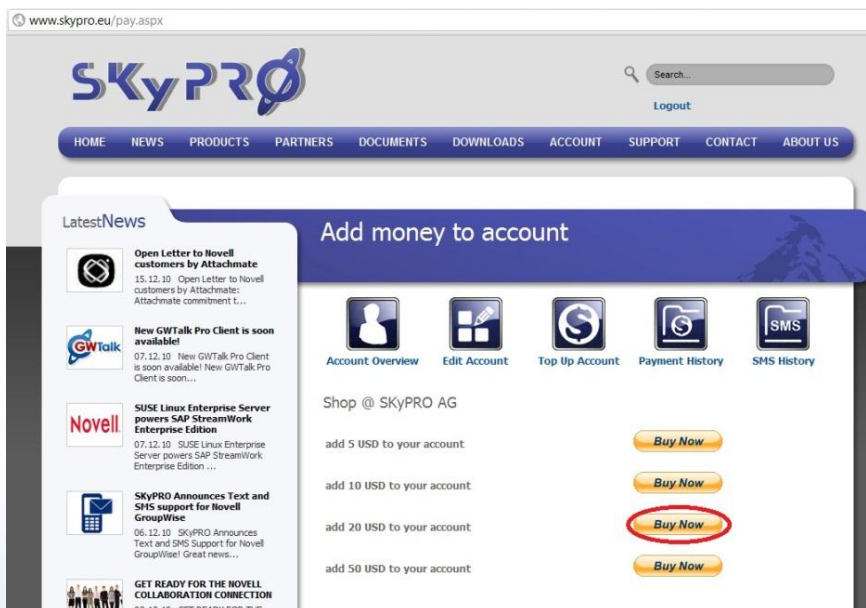 www.skypro.eu/pay.aspx
SKyPRO
Search...
Logout
HOME NEWS PRODUCTS PARTNERS DOCUMENTS DOWNLOADS ACCOUNT SUPPORT CONTACT ABOUT US
LatestNews
Open Letter to Novell
customers by Attachmate
15.12.10 Open Letter to Novell
customers by Attachmate:
Attachmate commitment t...
GWTalk
New GWTalk Pro Client is soon
available!
07.12.10 New GWTalk Pro Client
is soon available! New GWTalk Pro
Client is soon...
Novell
SUSE Linux Enterprise Server
powers SAP StreamWork
Enterprise Edition
07.12.10 SUSE Linux Enterprise
Server powers SAP StreamWork
Enterprise Edition ...
SKyPRO Announces Text and
SMS support for Novell
GroupWise
06.12.10 SKyPRO Announces
Text and SMS Support for Novell
GroupWise! Great news...
GET READY FOR THE NOVELL
COLLABORATION CONNECTION
Add money to account
SMS
Account Overview Edit Account Top Up Account Payment History SMS History
Shop @ SKyPRO AG
add 5 USD to your account Buy Now
add 10 USD to your account Buy Now
add 20 USD to your account Buy Now
add 50 USD to your account Buy Now